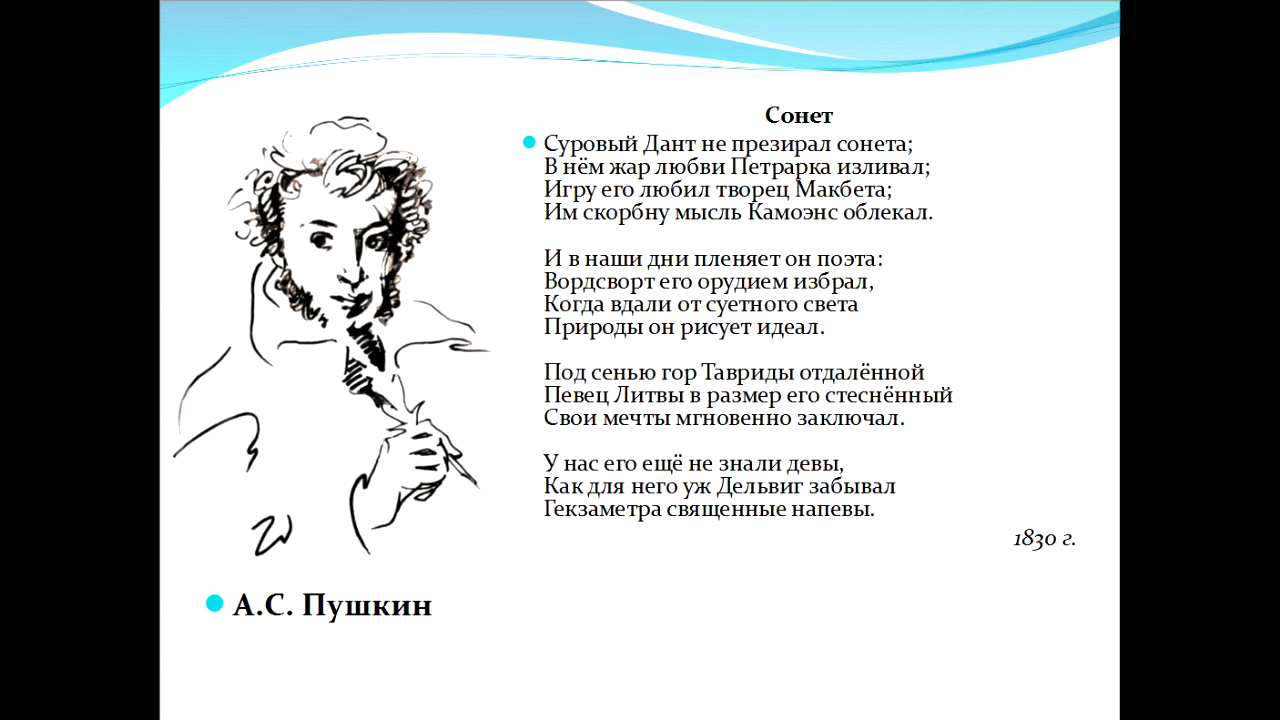 Сонет
Суровый Дант не презирал сонета;
В нём жар любви Петрарка изливал;
Игру его любил творец Макбета;
Им скорбну мысль Камоэнс облекал.
И в наши дни пленяет он поэта:
Вордсворт его орудием избрал,
Когда вдали от суетного света
Природы он рисует идеал.
Под сенью гор Тавриды отдалённой
Певец Литвы в размер его стеснённый
Свои мечты мгновенно заключал.
У нас его ещё не знали девы,
Как для него уж Дельвиг забывал
Гекзаметра священные напевы.
1830 г.
А.С. Пушкин